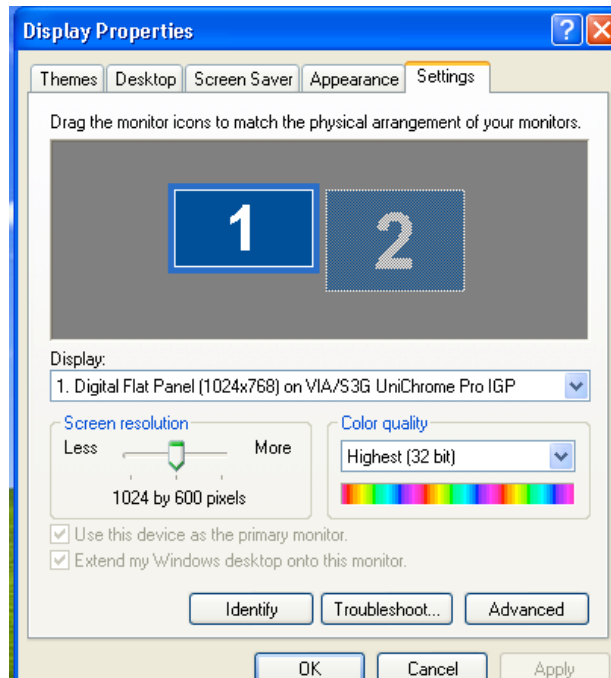 Display Properties
Themes Desktop Screen Saver Appearance Settings
Drag the monitor icons to match the physical arrangement of your monitors.
1 2
Display:
1. Digital Flat Panel (1024x768) on VIA/S3G UniChrome Pro IGP
Screen resolution Color quality
Less More Highest (32 bit)
1024 by 600 pixels
Use this device as the primary monitor.
Extend my Windows desktop onto this monitor.
Identify Troubleshoot... Advanced
OK Cancel Apply